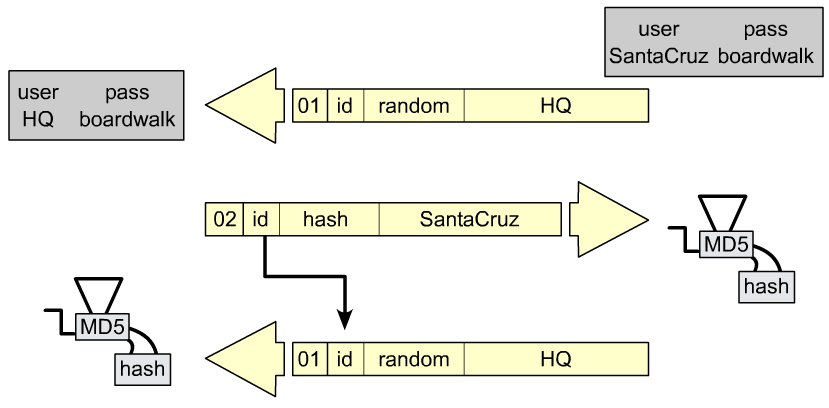 user pass
SantaCruz boardwalk
user pass
HQ boardwalk
01 id random HQ
02 id hash SantaCruz
MD5
hash
MD5
hash
01 id random HQ